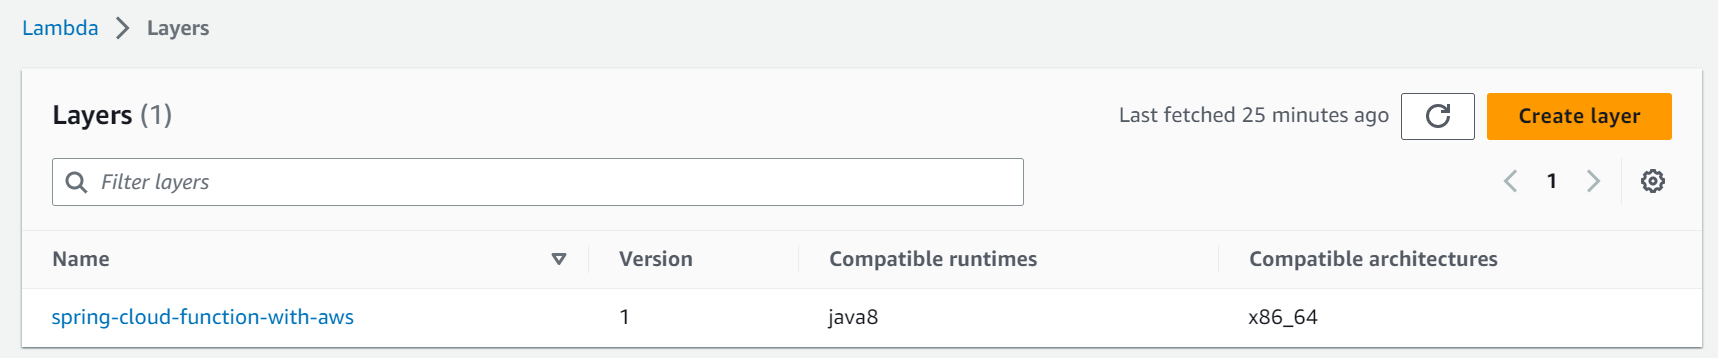 Lambda > Layers
Layers (1)
Last fetched 25 minutes ago
Create layer
Filter layers
1
Name Version Compatible runtimes Compatible architectures
spring-cloud-function-with-aws 1 java8 x86_64